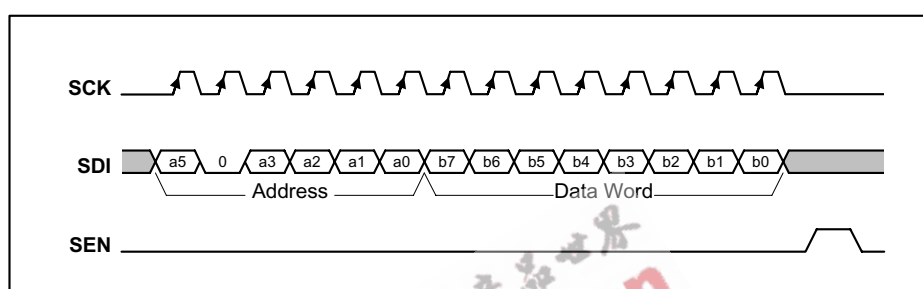 SCK
SDI
a5 0 a3 a2 a1 a0 b7 b6 b5 b4 b3 b2 b1 b0
Address
Data Word
SEN